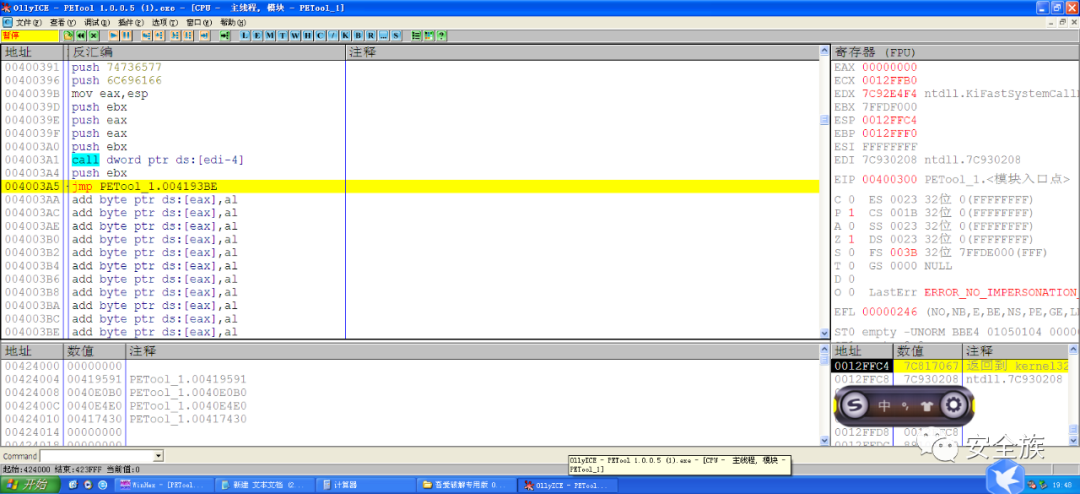 OllyICE - PETool 1.0.0.5 (1).exe - [CPU - 主线程, 模块 - PETool_1]
文件(F) 查看(V) 调试(D) 插件(P) 选项(T) 窗口(W) 帮助(H)
暂停 L E M T W H C / K B R ... S
地址 反汇编 注释
00400391 push 74736577
00400396 push 6C696166
0040039B mov eax,esp
0040039D push ebx
0040039E push eax
0040039F push eax
004003A0 push ebx
004003A1 call dword ptr ds:[edi-4]
004003A4 push ebx
004003A5 jmp PETool_1.004193BE
004003AA add byte ptr ds:[eax],al
004003AC add byte ptr ds:[eax],al
004003AE add byte ptr ds:[eax],al
004003B0 add byte ptr ds:[eax],al
004003B2 add byte ptr ds:[eax],al
004003B4 add byte ptr ds:[eax],al
004003B6 add byte ptr ds:[eax],al
004003B8 add byte ptr ds:[eax],al
004003BA add byte ptr ds:[eax],al
004003BC add byte ptr ds:[eax],al
004003BE add byte ptr ds:[eax],al
寄存器 (FPU)
EAX 00000000
ECX 0012FFB0
EDX 7C92E4F4 ntdll.KiFastSystemCall
EBX 7FFDF000
ESP 0012FFC4
EBP 0012FFF0
ESI FFFFFFFF
EDI 7C930208 ntdll.7C930208
EIP 00400300 PETool_1.<模块入口点>
C 0 ES 0023 32位 0(FFFFFFFF)
P 1 CS 001B 32位 0(FFFFFFFF)
A 0 SS 0023 32位 0(FFFFFFFF)
Z 1 DS 0023 32位 0(FFFFFFFF)
S 0 FS 003B 32位 7FFDE000(FFF)
T 0 GS 0000 NULL
D 0
O 0 LastErr ERROR_NO_IMPERSONATION_
EFL 00000246 (NO,NB,E,BE,NS,PE,GE,L
ST0 empty -UNORM BBE4 01050104 0000
地址 数值 注释
00424000 00000000
00424004 00419591 PETool_1.00419591
00424008 0040E0B0 PETool_1.0040E0B0
0042400C 0040E4E0 PETool_1.0040E4E0
00424010 00417430 PETool_1.00417430
00424014 00000000
00424018 00000000
地址 数值 注释
0012FFC4 7C817067 返回到 kernel32
0012FFC8 7C930208 ntdll.7C930208
S 中
0012FFD8
安全族
Command
起始:424000 结束:423FFF 当前值:0
OllyICE - PETool 1.0.0.5 (1).exe - [CPU - 主线程, 模块 - PETool_1]
开始 WinHex - [PETool... 新建 文本文档 (2... 计算器 吾爱破解专用版 0... OllyICE - PEToo... 19:48